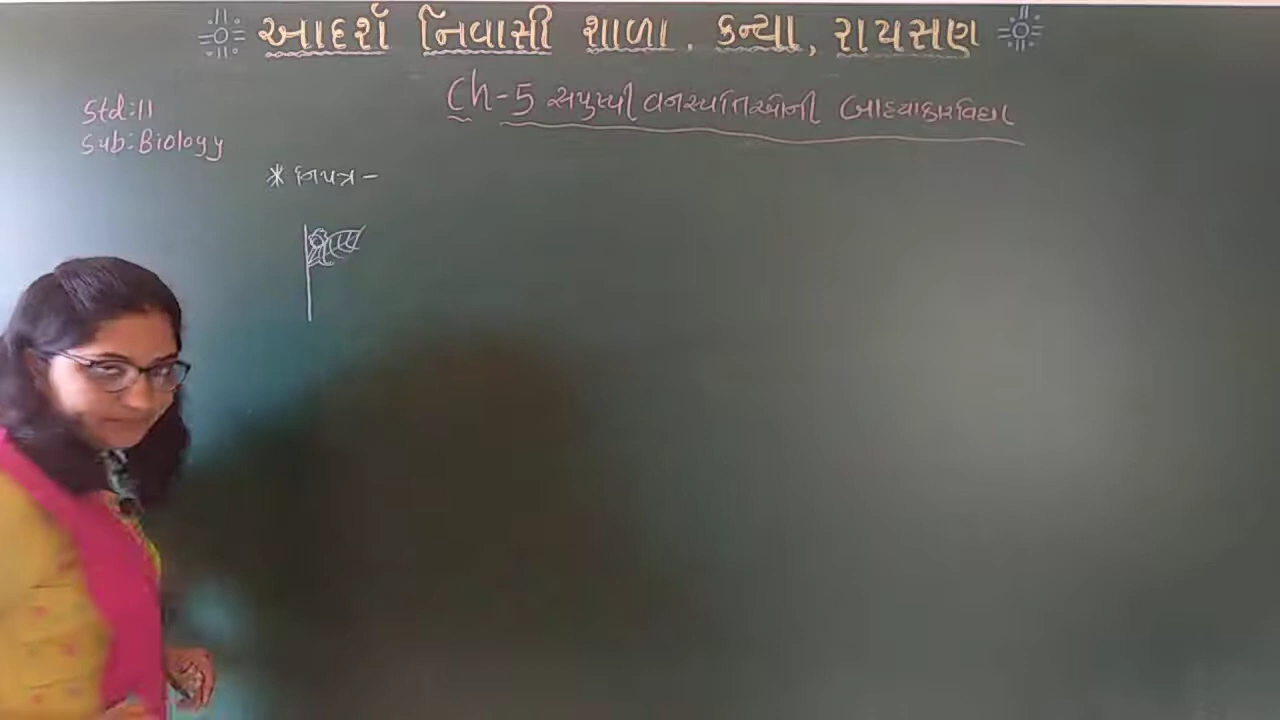 આદર્શ નિવાસી શાળા . કન્યા, રાયસણ
Ch-5 સપુષ્પી વનસ્પતિઓની બાહ્યાકારવિદ્યા
Std:11
Sub:Biology
* નિપત્ર -